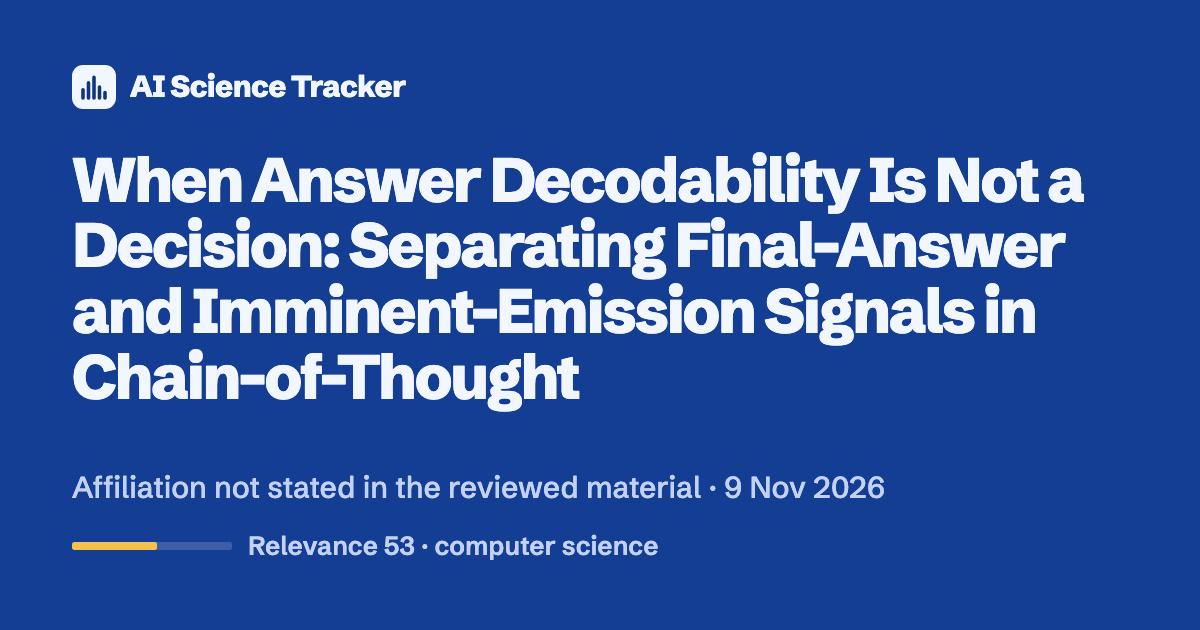 AI Science Tracker
When Answer Decodability Is Not a
Decision: Separating Final-Answer
and Imminent-Emission Signals in
Chain-of-Thought
Affiliation not stated in the reviewed material · 9 Nov 2026
Relevance 53 · computer science